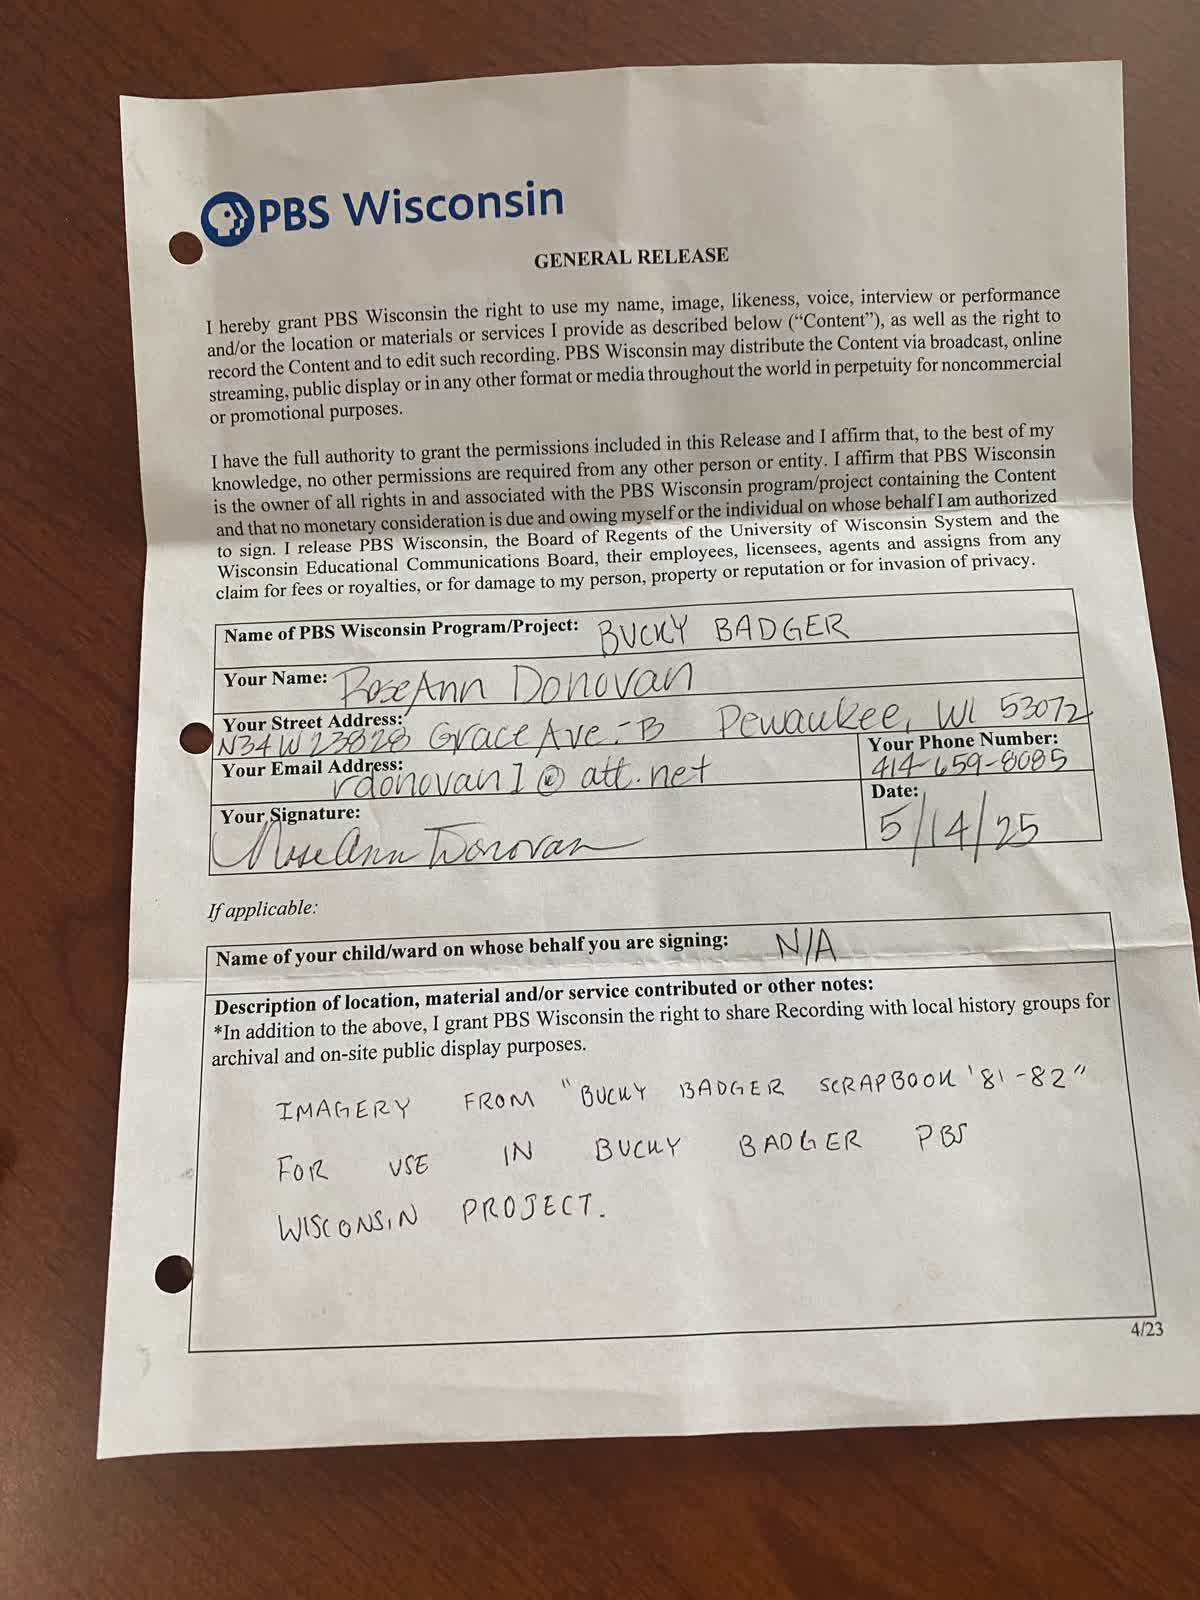 PBS Wisconsin
GENERAL RELEASE
I hereby grant PBS Wisconsin the right to use my name, image, likeness, voice, interview or performance
and/or the location or materials or services I provide as described below (“Content”), as well as the right to
record the Content and to edit such recording. PBS Wisconsin may distribute the Content via broadcast, online
streaming, public display or in any other format or media throughout the world in perpetuity for noncommercial
or promotional purposes.
I have the full authority to grant the permissions included in this Release and I affirm that, to the best of my
knowledge, no other permissions are required from any other person or entity. I affirm that PBS Wisconsin
is the owner of all rights in and associated with the PBS Wisconsin program/project containing the Content
and that no monetary consideration is due and owing myself or the individual on whose behalf I am authorized
to sign. I release PBS Wisconsin, the Board of Regents of the University of Wisconsin System and the
Wisconsin Educational Communications Board, their employees, licensees, agents and assigns from any
claim for fees or royalties, or for damage to my person, property or reputation or for invasion of privacy.
Name of PBS Wisconsin Program/Project: BUCKY BADGER
Your Name: RoseAnn Donovan
Your Street Address:
N34W23828 Grace Ave.-B Pewaukee, WI 53072
Your Email Address: rdonovan1@att.net
Your Phone Number:
414-659-8085
Your Signature:
RoseAnn Donovan
Date:
5/14/25
If applicable:
Name of your child/ward on whose behalf you are signing: N/A
Description of location, material and/or service contributed or other notes:
*In addition to the above, I grant PBS Wisconsin the right to share Recording with local history groups for
archival and on-site public display purposes.
IMAGERY FROM "BUCKY BADGER SCRAPBOOK '81-82"
FOR USE IN BUCKY BADGER PBS
WISCONSIN PROJECT.
4/23